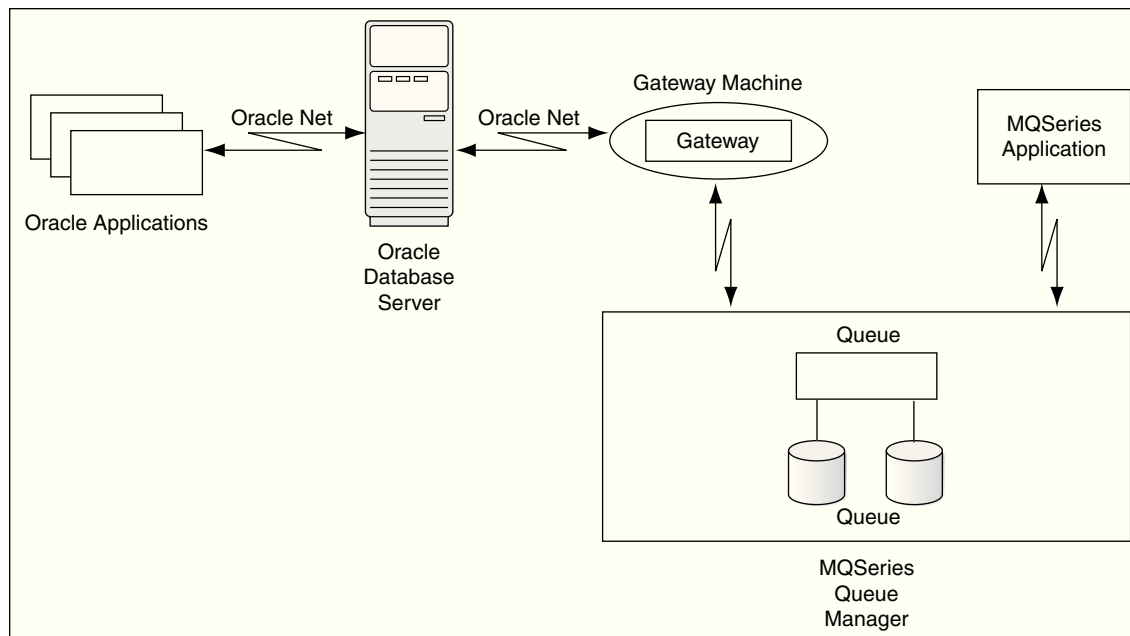 Oracle Net
Oracle Net
Gateway Machine
Gateway
MQSeries
Application
Oracle Applications
Oracle
Database
Server
Queue
Queue
MQSeries
Queue
Manager